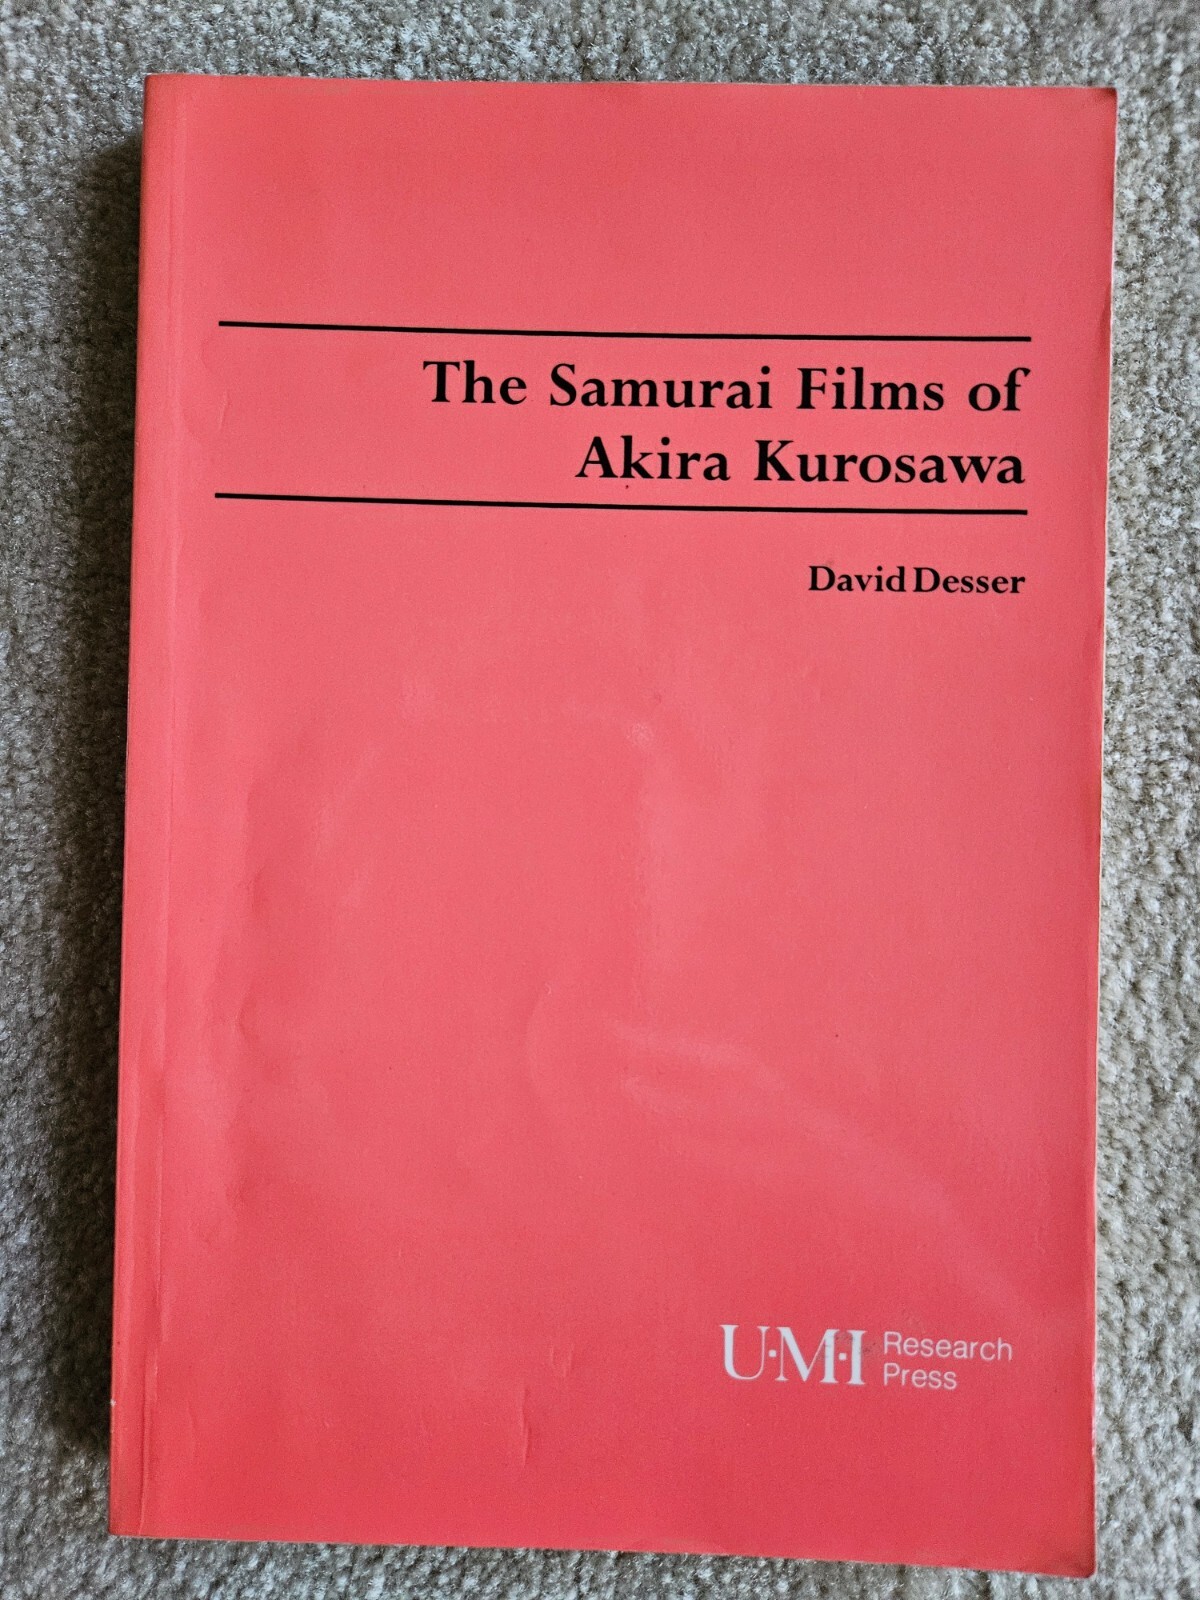 The Samurai Films of
Akira Kurosawa
David Desser
U·M·I Research
Press